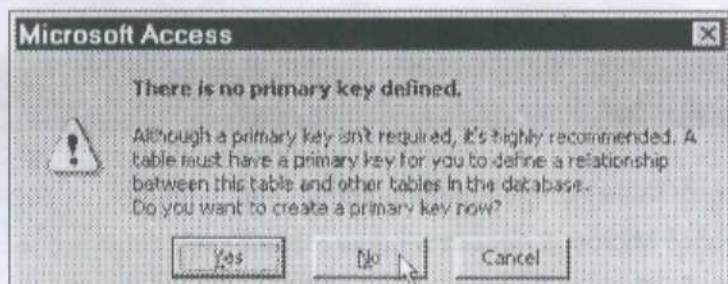 Microsoft Access
There is no primary key defined.
Although a primary key isn't required, it's highly recommended. A
table must have a primary key for you to define a relationship
between this table and other tables in the database.
Do you want to create a primary key now?
Yes No Cancel